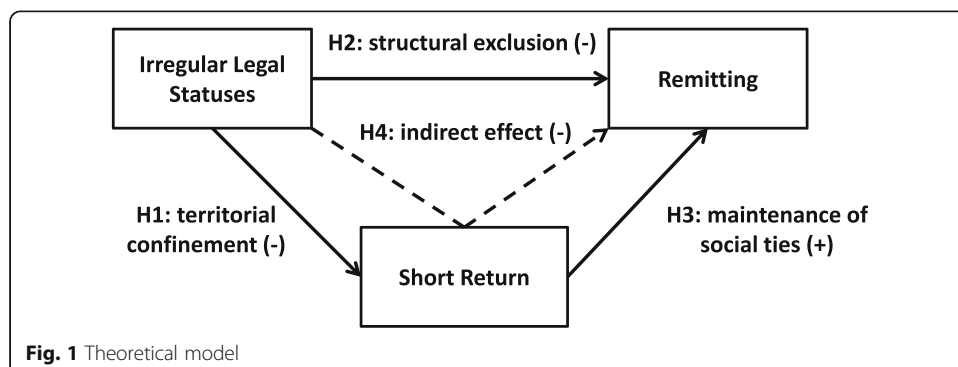 H2: structural exclusion (-)
Irregular Legal
Statuses
Remitting
H4: indirect effect (-)
H1: territorial
confinement (-)
H3: maintenance of
social ties (+)
Short Return
Fig. 1 Theoretical model